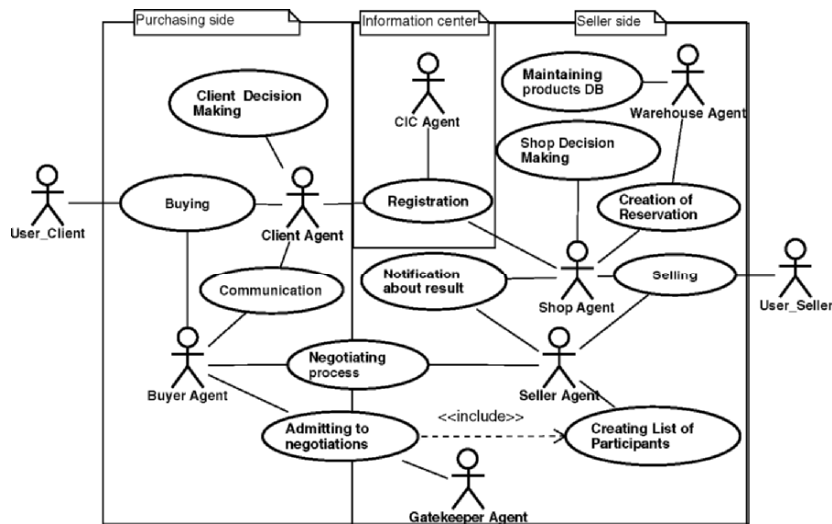 Purchasing side
Information center
Seller side
Client Decision
Making
CIC Agent
Maintaining
products DB
Warehouse Agent
Shop Decision
Making
User_Client
Buying
Client Agent
Registration
Creation of
Reservation
Communication
Notification
about result
Shop Agent
Selling
User_Seller
Buyer Agent
Negotiating
process
Seller Agent
Admitting to
negotiations
<<include>>
Creating List of
Participants
Gatekeeper Agent